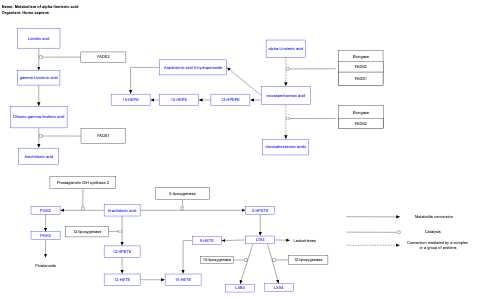 Name: Metabolism of alpha-linolenic acid
Organism: Homo sapiens
Linoleic acid
FADS2
gamma-Linolenic acid
Dihomo-gamma-linolenic acid
FADS1
Arachidonic acid
alpha-Linolenic acid
Elongase
FADS2
FADS1
Arachidonic acid 5-hydroperoxide
15-HEPE
12-HEPE
12-HPEPE
eicosapentaenoic acid
Elongase
FADS2
docosahexaenoic acids
Prostaglandin G/H synthase 2
5-lipoxygenase
PGG2
Arachidonic acid
5-HPETE
PGH2
12-lipoxygenase
Prostanoids
12-HPETE
12-HETE
15-HETE
5-HETE
LTA4
Leukotrienes
15-lipoxygenase
12-lipoxygenase
LXB4
LXA4
Metabolite conversion
Catalysis
Conversion mediated by a complex
or a group of proteins